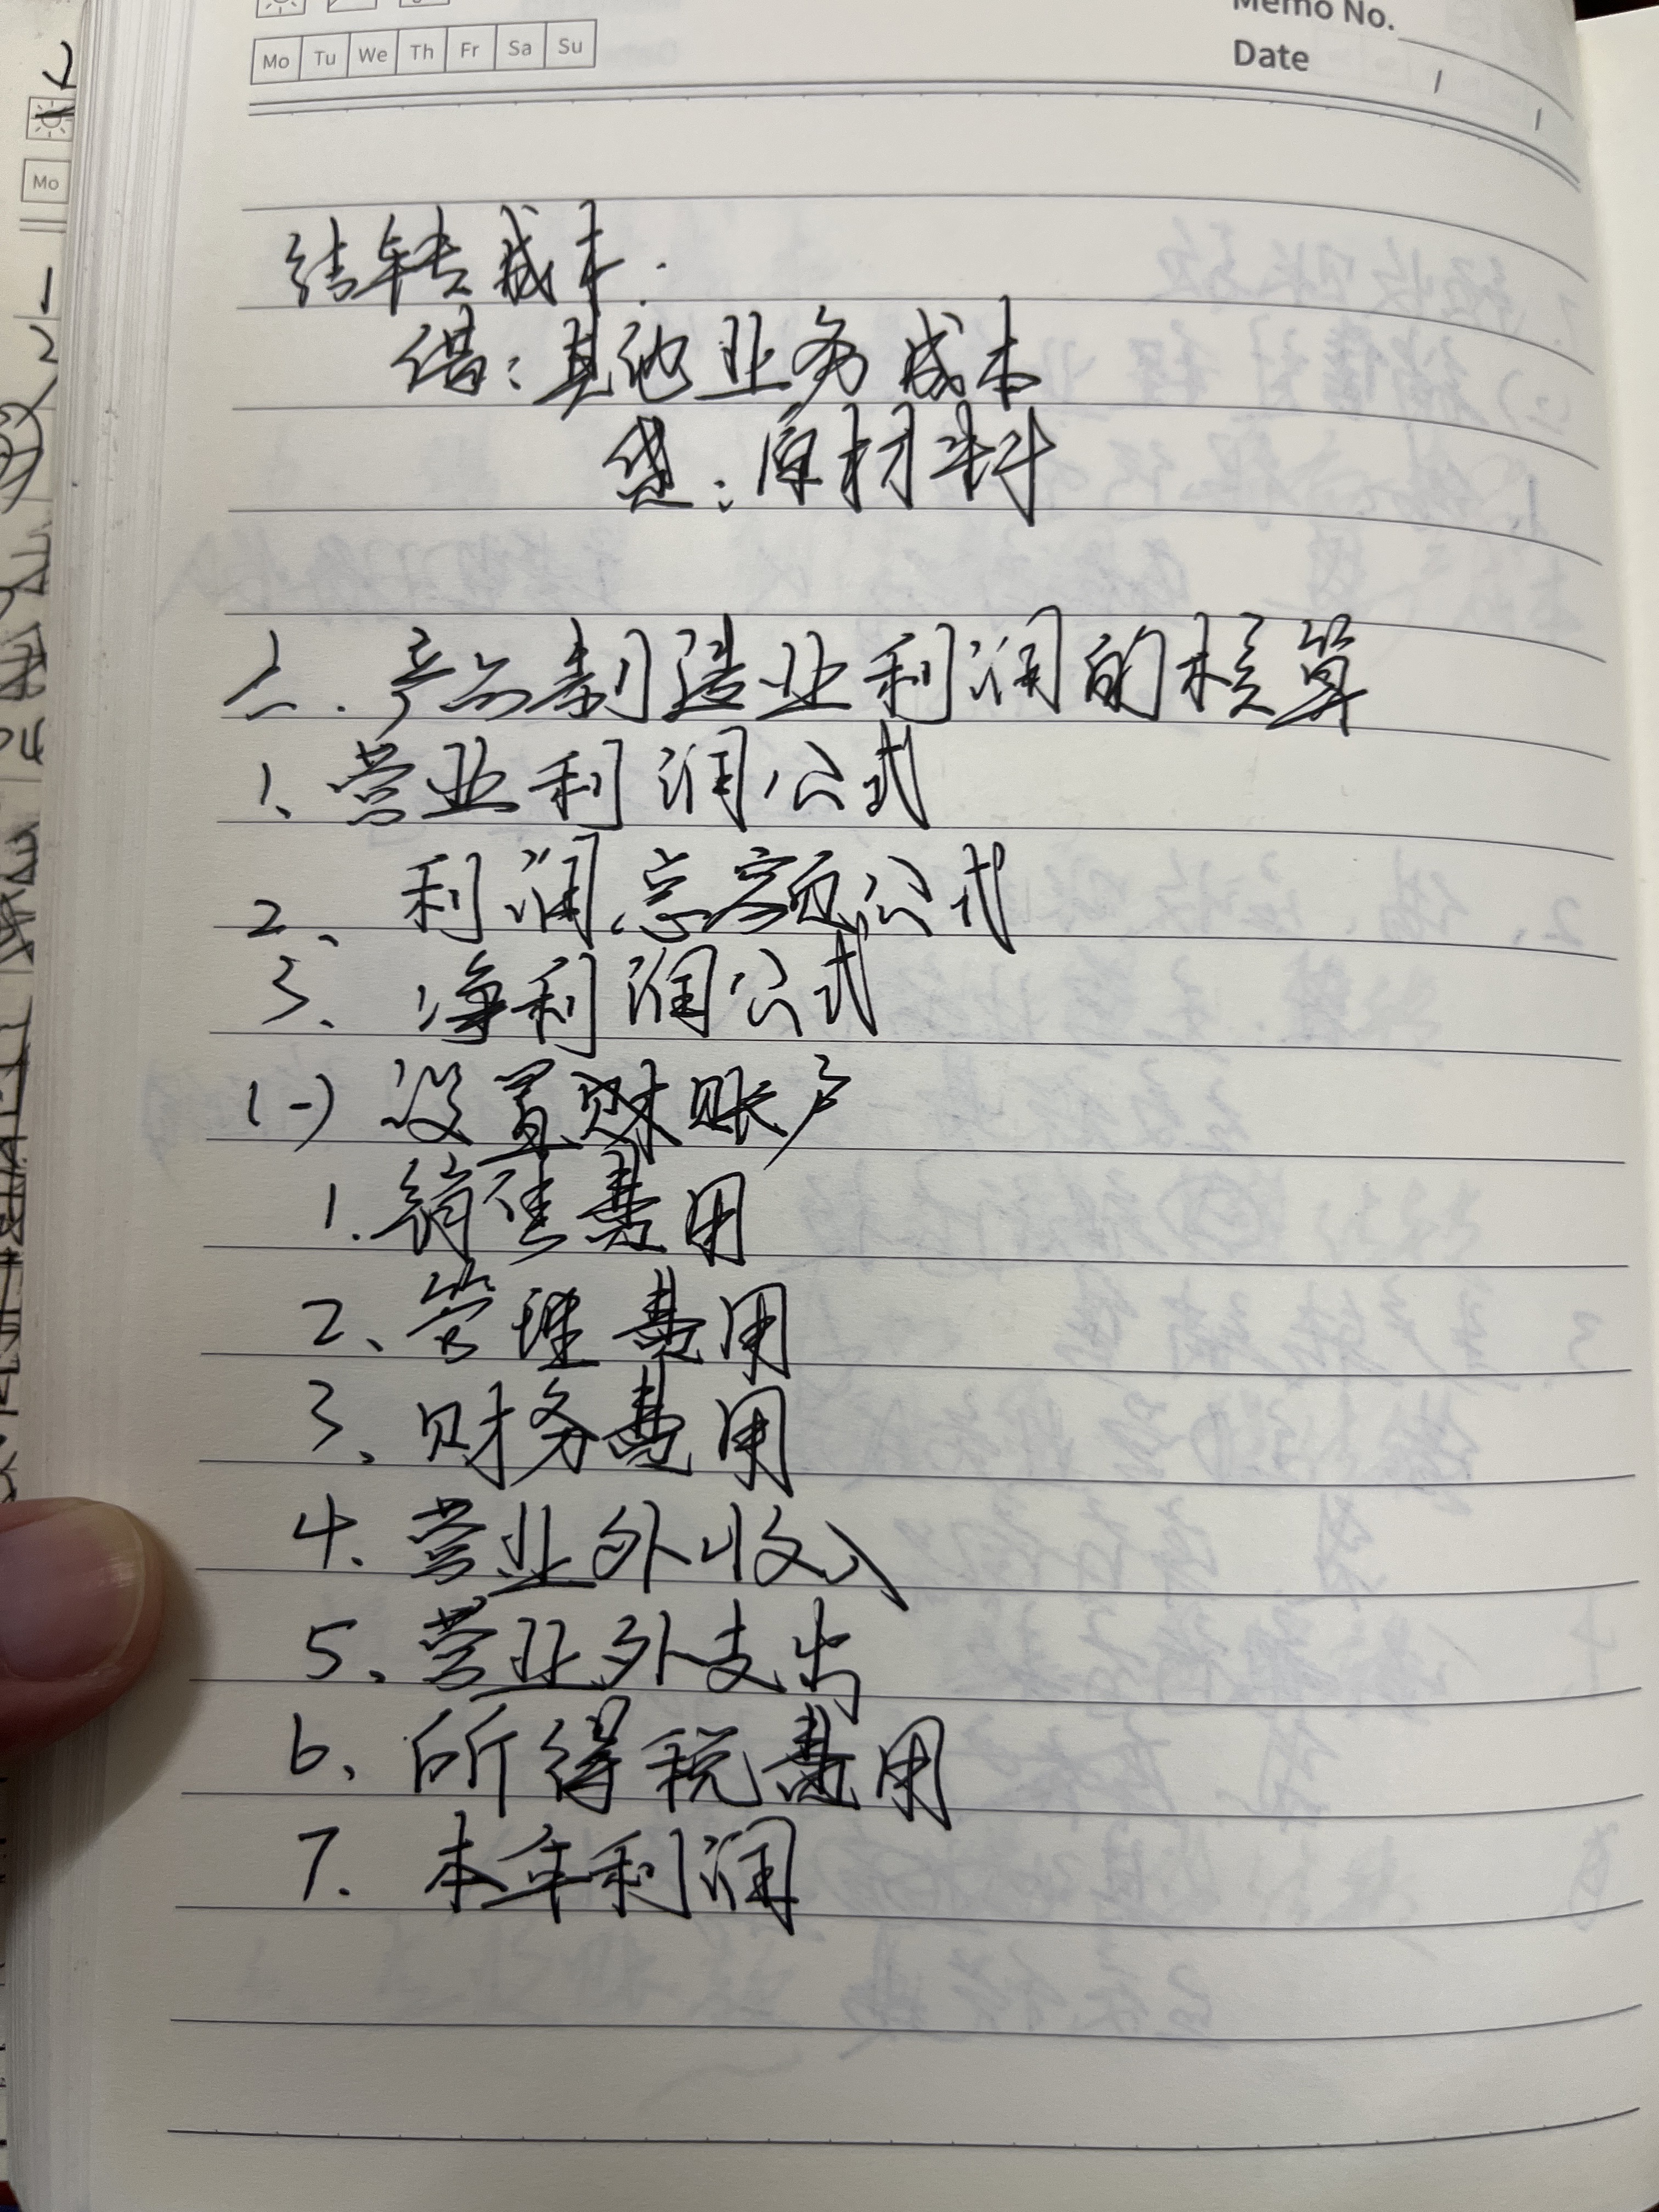 Memo No.
Mo Tu We Th Fr Sa Su
Date
Mo
结转成本.
借:其他业务成本
贷:原材料
六.产品制造业利润的核算
1、营业利润公式
2、利润总额公式
3、净利润公式
(一)设置账户
1.销售费用
2、管理费用
3、财务费用
4.营业外收入
5、营业外支出
6、所得税费用
7.本年利润